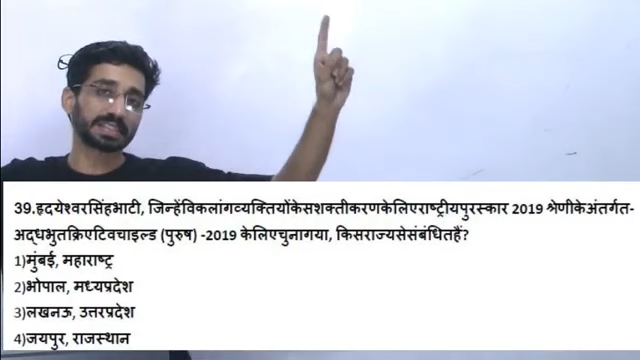 39.हृदयेश्वरसिंहभाटी, जिन्हेंविकलांगव्यक्तियोंकेसशक्तीकरणकेलिएराष्ट्रीयपुरस्कार 2019 श्रेणीकेअंतर्गत-
अद्धभुतक्रिएटिवचाइल्ड (पुरुष) -2019 केलिएचुनागया, किसराज्यसेसंबंधितहैं?
1)मुंबई, महाराष्ट्र
2)भोपाल, मध्यप्रदेश
3)लखनऊ, उत्तरप्रदेश
4)जयपुर, राजस्थान